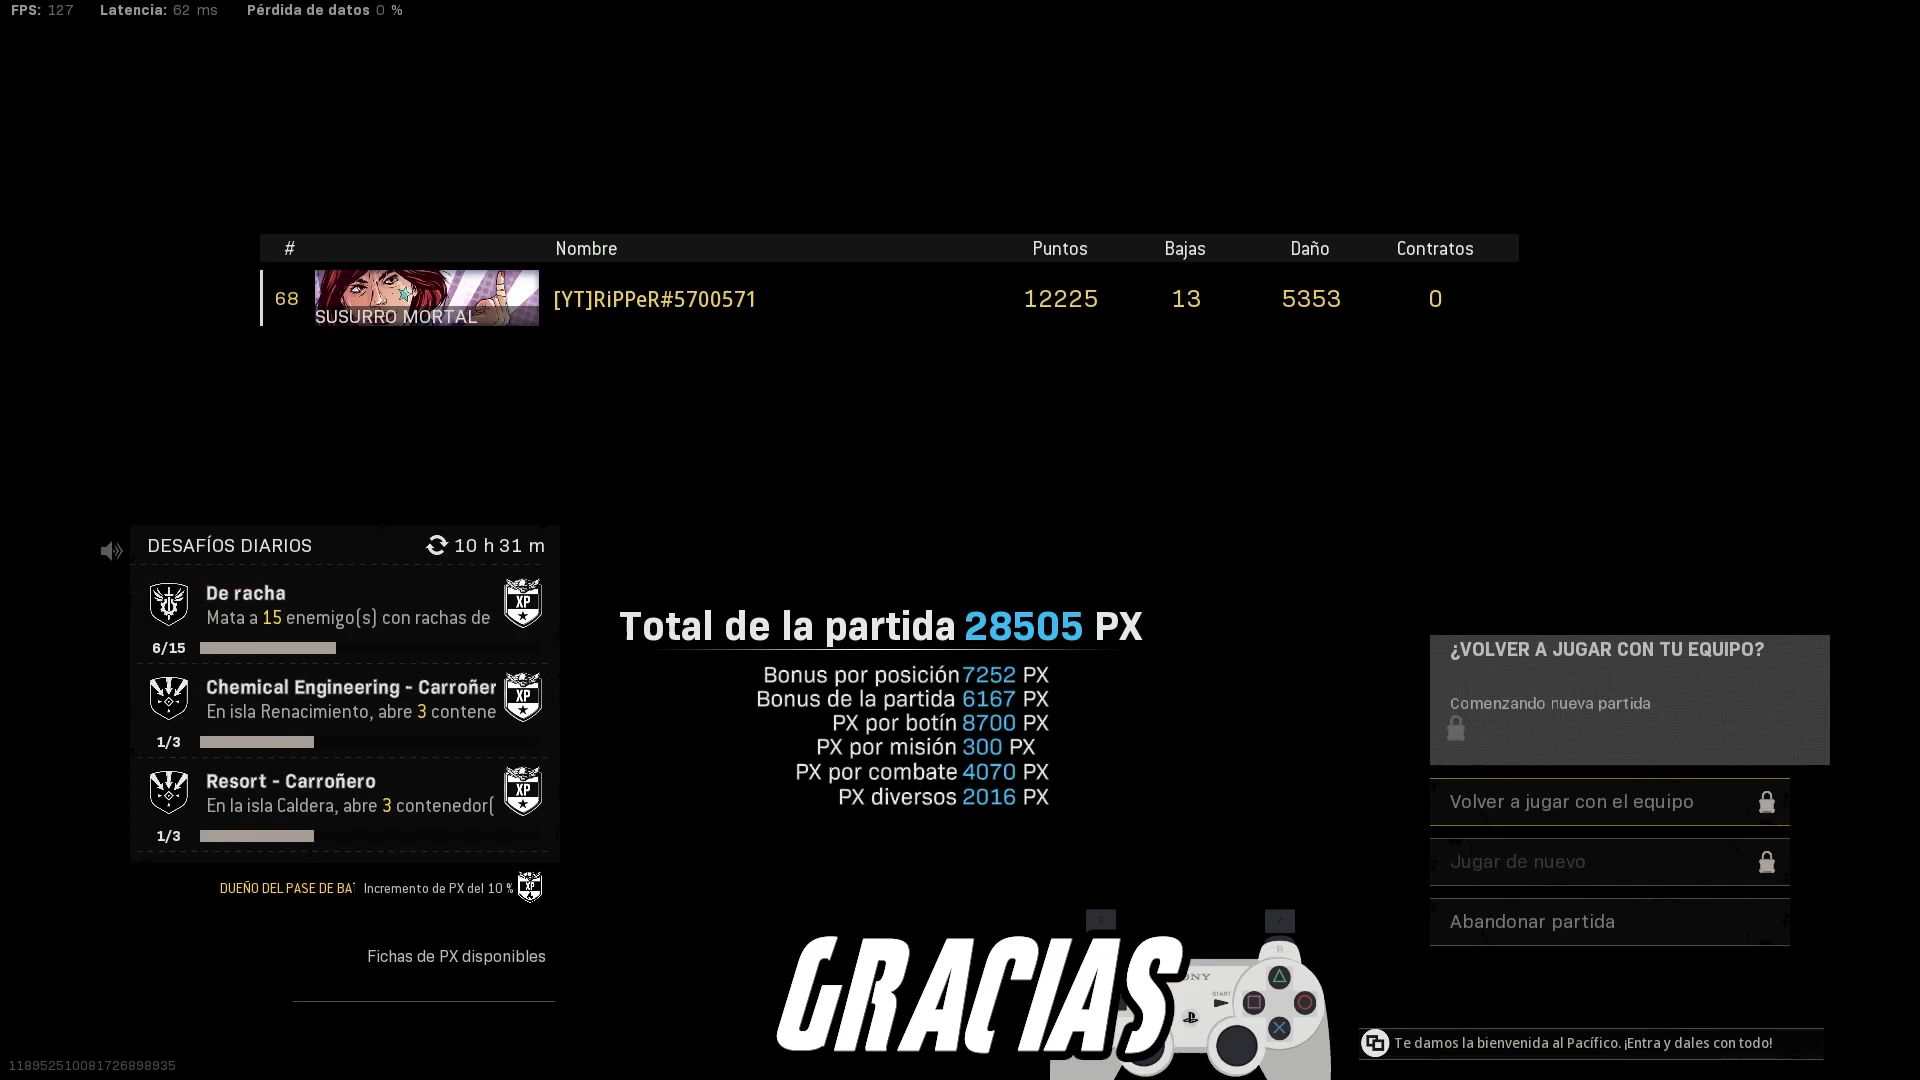 FPS: 127 Latencia: 62 ms Pérdida de datos 0 %
# Nombre Puntos Bajas Daño Contratos
68 SUSURRO MORTAL [YT]RiPPeR#5700571 12225 13 5353 0
DESAFÍOS DIARIOS 10 h 31 m
De racha
Mata a 15 enemigo(s) con rachas de
XP
6/15
Chemical Engineering - Carroñer
En isla Renacimiento, abre 3 contene
XP
1/3
Resort - Carroñero
En la isla Caldera, abre 3 contenedor(
XP
1/3
DUEÑO DEL PASE DE BA Incremento de PX del 10 % XP
Fichas de PX disponibles
Total de la partida 28505 PX
Bonus por posición 7252 PX
Bonus de la partida 6167 PX
PX por botín 8700 PX
PX por misión 300 PX
PX por combate 4070 PX
PX diversos 2016 PX
¿VOLVER A JUGAR CON TU EQUIPO?
Comenzando nueva partida
Volver a jugar con el equipo
Jugar de nuevo
Abandonar partida
GRACIAS
R
START
Te damos la bienvenida al Pacífico. ¡Entra y dales con todo!
118952510081726898935